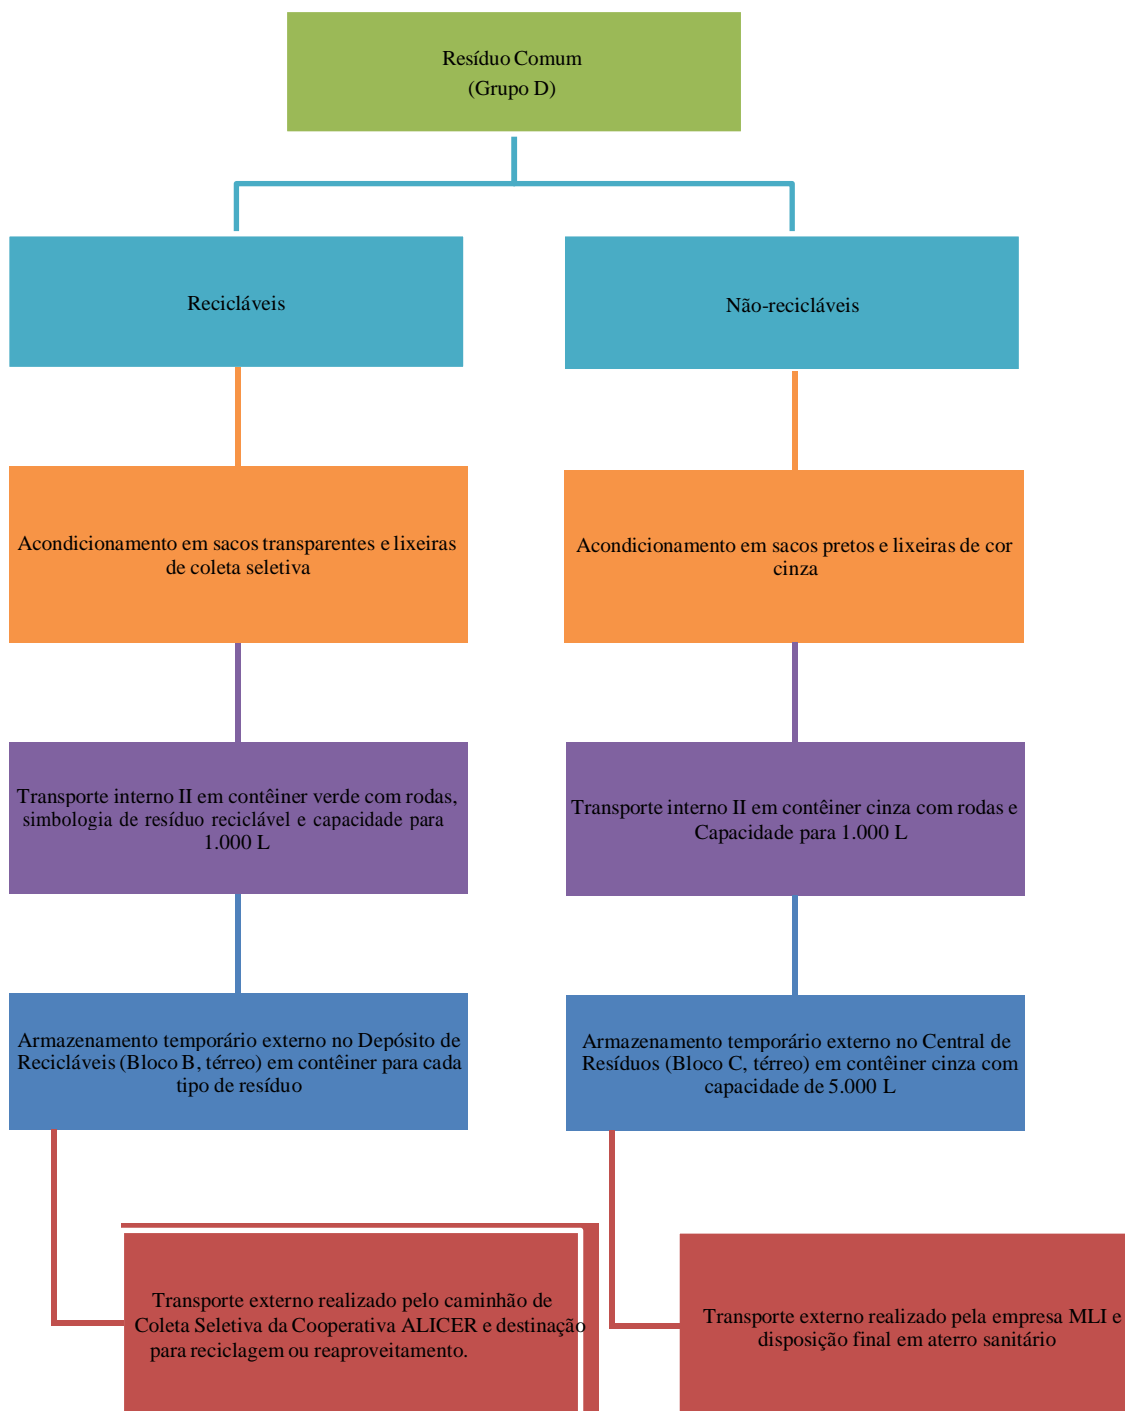 Resíduo Comum
(Grupo D)
Recicláveis
Não-recicláveis
Acondicionamento em sacos transparentes e lixeiras
de coleta seletiva
Acondicionamento em sacos pretos e lixeiras de cor
cinza
Transporte interno II em contêiner verde com rodas,
simbologia de resíduo reciclável e capacidade para
1.000 L
Transporte interno II em contêiner cinza com rodas e
Capacidade para 1.000 L
Armazenamento temporário externo no Depósito de
Recicláveis (Bloco B, térreo) em contêiner para cada
tipo de resíduo
Armazenamento temporário externo no Central de
Resíduos (Bloco C, térreo) em contêiner cinza com
capacidade de 5.000 L
Transporte externo realizado pelo caminhão de
Coleta Seletiva da Cooperativa ALICER e destinação
para reciclagem ou reaproveitamento.
Transporte externo realizado pela empresa MLI e
disposição final em aterro sanitário